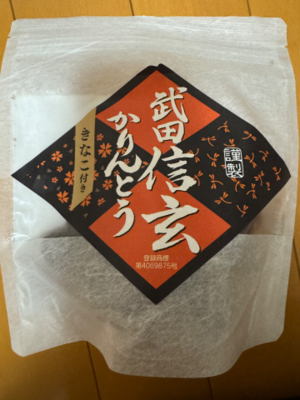 武田信玄
かりんとう
きなこ付き
謹製
登録商標
第4069875号